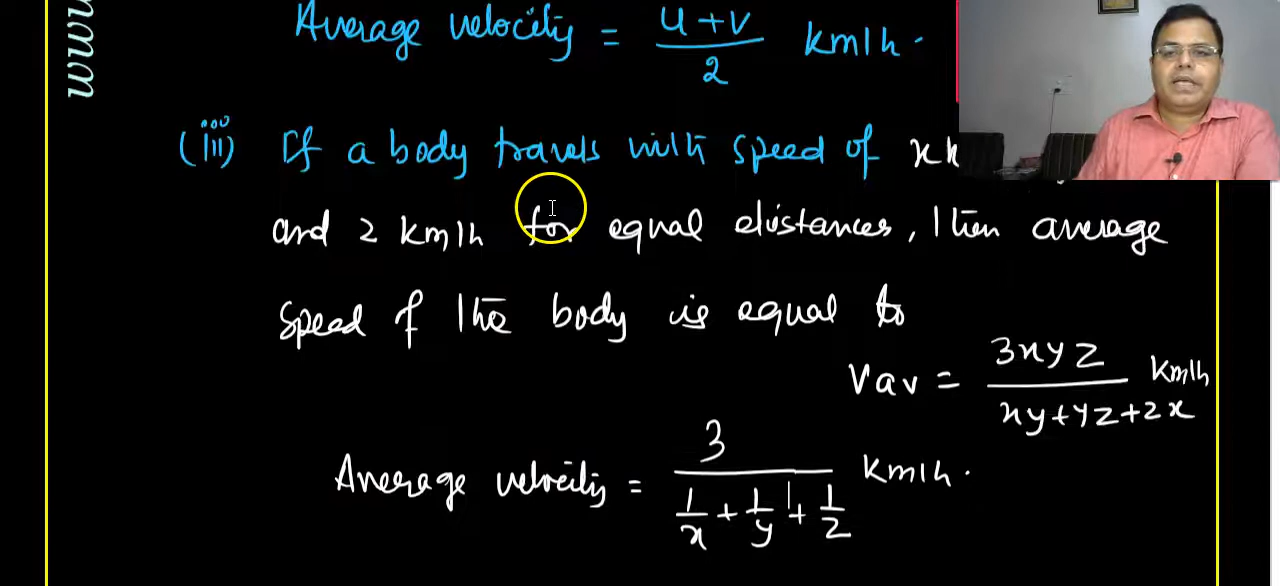 www.
Average velocity = u+v/2 km/h.
(iii) If a body travels with speed of x k
and z km/h for equal distances, then average
speed of the body is equal to
Vav = 3xyz/xy+yz+zx km/h
Average velocity = 3/(1/x + 1/y + 1/z) km/h.